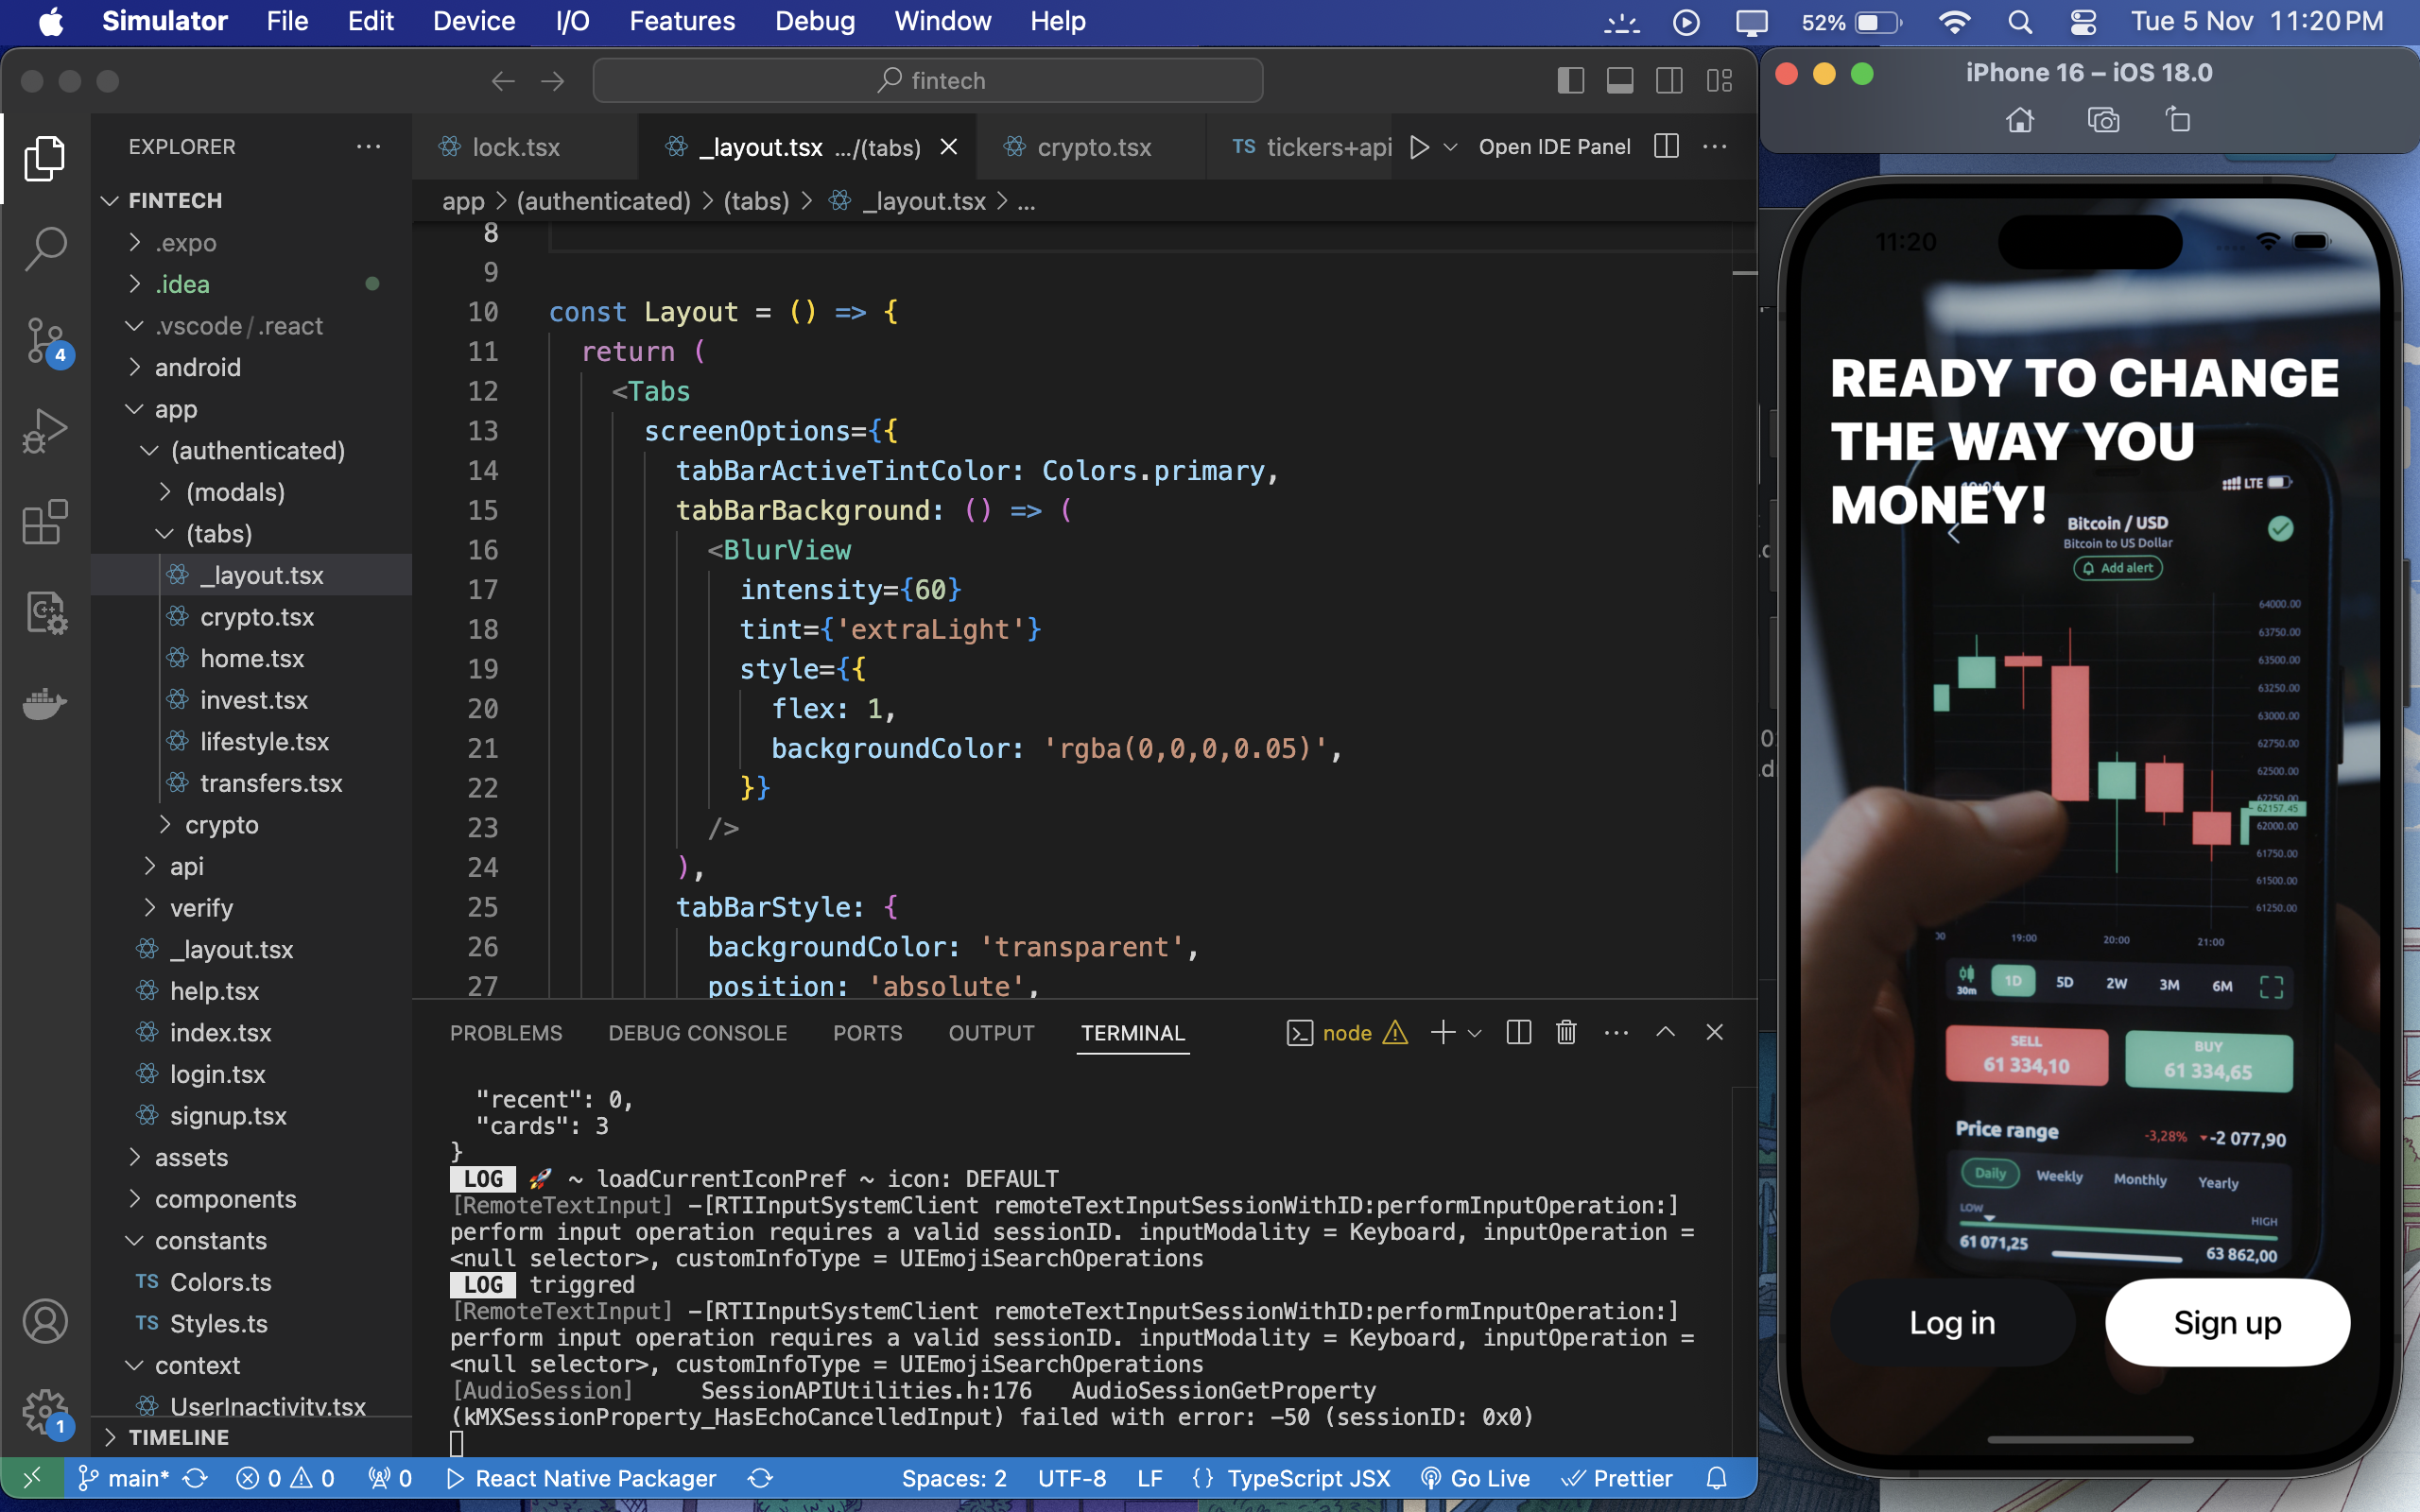 Simulator File Edit Device I/O Features Debug Window Help 52% Tue 5 Nov 11:20 PM
fintech
EXPLORER
FINTECH
.expo
.idea
.vscode / .react
android
app
(authenticated)
(modals)
(tabs)
_layout.tsx
crypto.tsx
home.tsx
invest.tsx
lifestyle.tsx
transfers.tsx
crypto
api
verify
_layout.tsx
help.tsx
index.tsx
login.tsx
signup.tsx
assets
components
constants
TS Colors.ts
TS Styles.ts
context
UserInactivity.tsx
TIMELINE
4
1
lock.tsx _layout.tsx .../(tabs) crypto.tsx TS tickers+api Open IDE Panel
app > (authenticated) > (tabs) > _layout.tsx > ...
8
9
10 const Layout = () => {
11 return (
12 <Tabs
13 screenOptions={{
14 tabBarActiveTintColor: Colors.primary,
15 tabBarBackground: () => (
16 <BlurView
17 intensity={60}
18 tint={'extraLight'}
19 style={{
20 flex: 1,
21 backgroundColor: 'rgba(0,0,0,0.05)',
22 }}
23 />
24 ),
25 tabBarStyle: {
26 backgroundColor: 'transparent',
27 position: 'absolute',
PROBLEMS DEBUG CONSOLE PORTS OUTPUT TERMINAL node
"recent": 0,
"cards": 3
}
LOG 🚀 ~ loadCurrentIconPref ~ icon: DEFAULT
[RemoteTextInput] -[RTIInputSystemClient remoteTextInputSessionWithID:performInputOperation:]
perform input operation requires a valid sessionID. inputModality = Keyboard, inputOperation =
<null selector>, customInfoType = UIEmojiSearchOperations
LOG triggred
[RemoteTextInput] -[RTIInputSystemClient remoteTextInputSessionWithID:performInputOperation:]
perform input operation requires a valid sessionID. inputModality = Keyboard, inputOperation =
<null selector>, customInfoType = UIEmojiSearchOperations
[AudioSession] SessionAPIUtilities.h:176 AudioSessionGetProperty
(kMXSessionProperty_HasEchoCancelledInput) failed with error: -50 (sessionID: 0x0)
main* 0 0 0 React Native Packager Spaces: 2 UTF-8 LF {} TypeScript JSX Go Live Prettier
iPhone 16 – iOS 18.0
11:20
READY TO CHANGE
THE WAY YOU
MONEY!
LTE
Bitcoin / USD
Bitcoin to US Dollar
Add alert
64000.00
63750.00
63500.00
63250.00
63000.00
62750.00
62500.00
62250.00
62157.45
62000.00
61750.00
61500.00
61250.00
19:00 20:00 21:00
30m 1D 5D 2W 3M 6M
SELL
61 334,10
BUY
61 334,65
Price range -3,28% -2 077,90
Daily Weekly Monthly Yearly
LOW HIGH
61 071,25 63 862,00
Log in Sign up